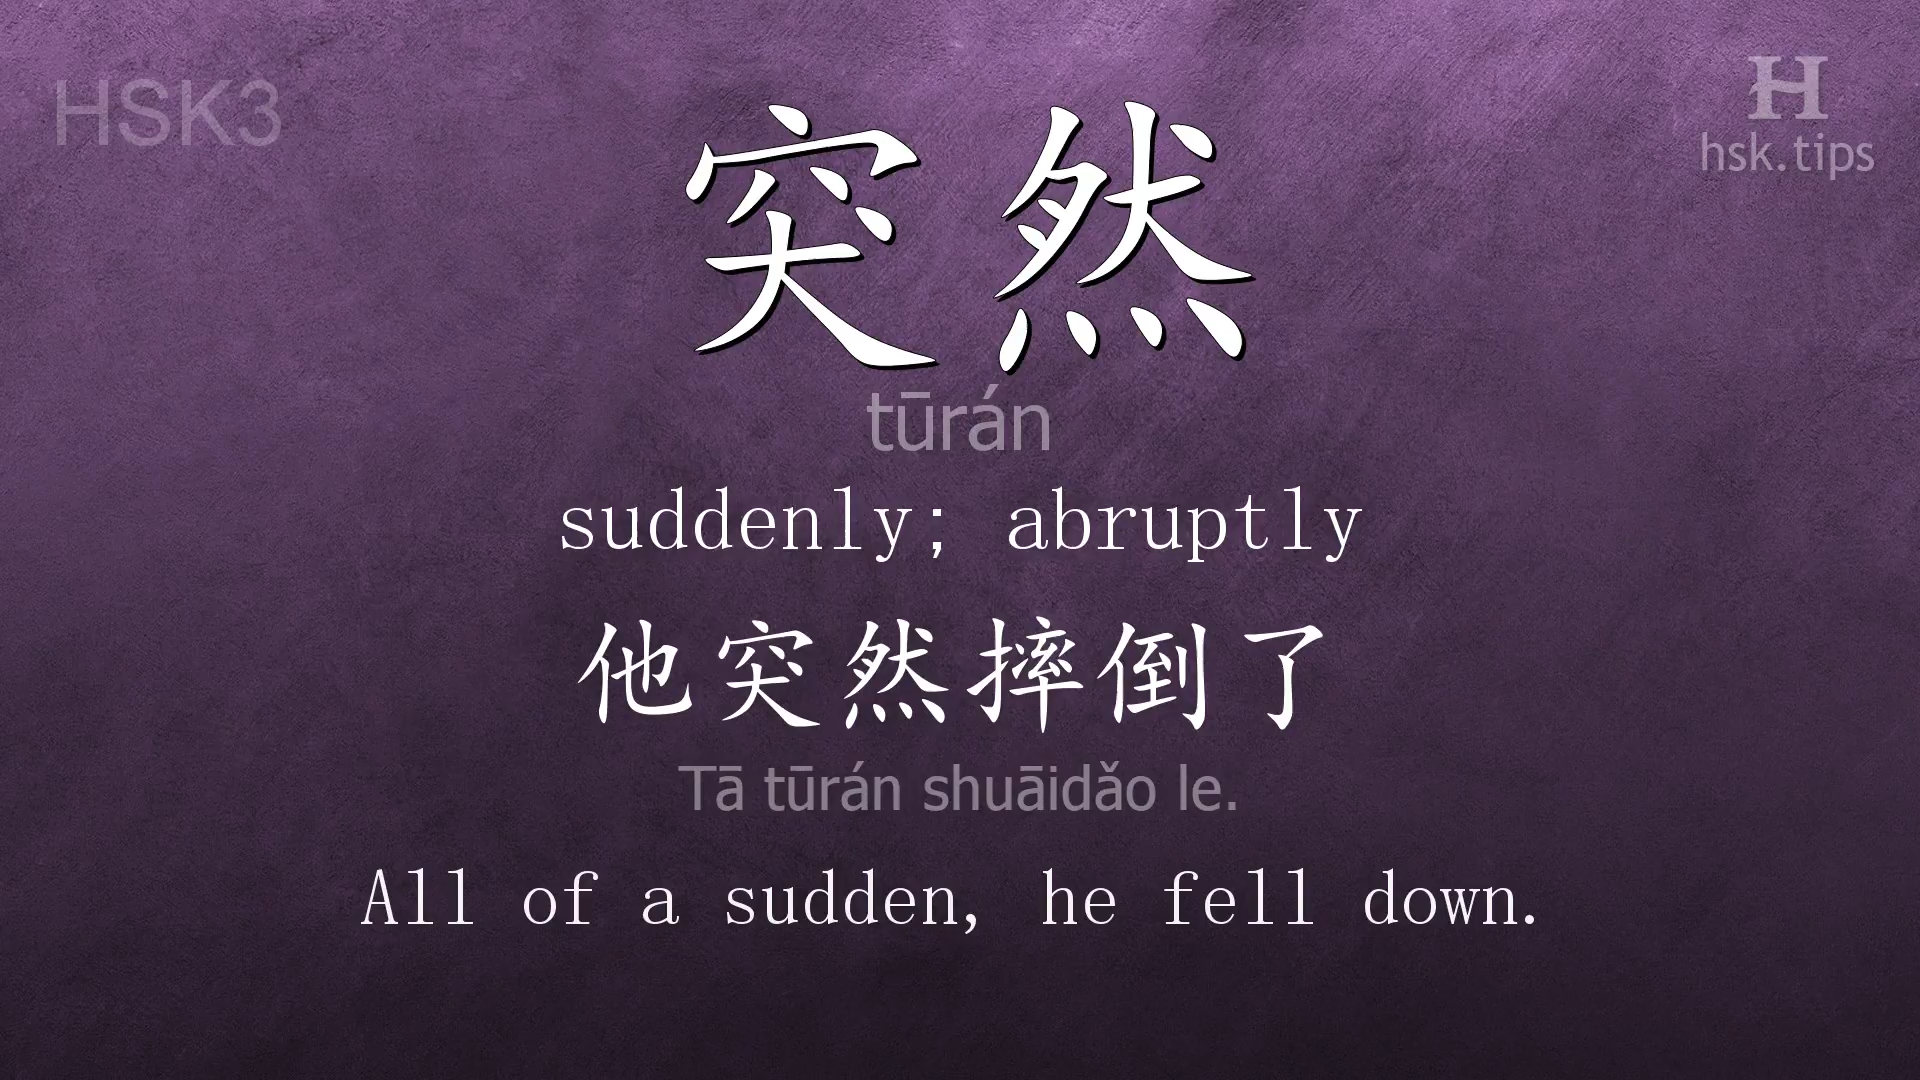 HSK3
H
hsk.tips
突然
tūrán
suddenly; abruptly
他突然摔倒了
Tā tūrán shuāidǎo le.
All of a sudden, he fell down.